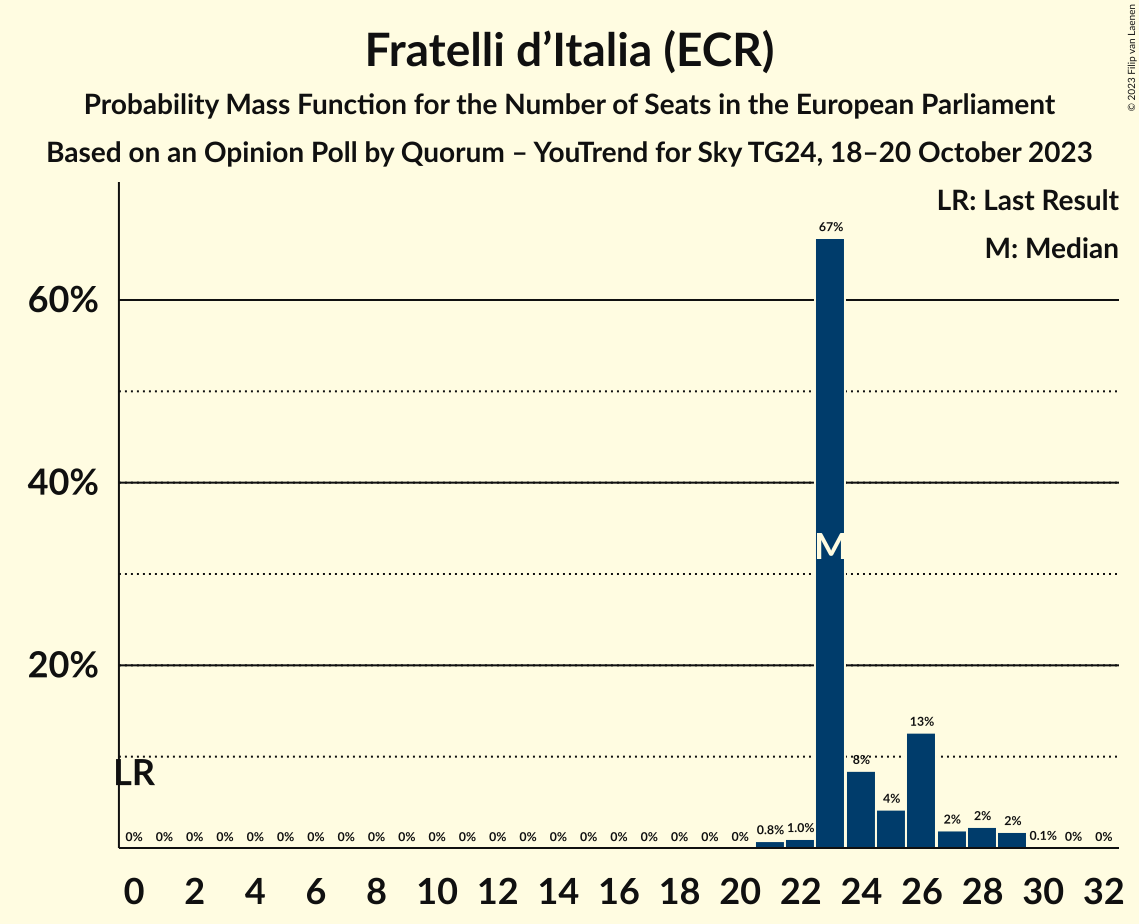 Fratelli d’Italia (ECR)
Probability Mass Function for the Number of Seats in the European Parliament
Based on an Opinion Poll by Quorum – YouTrend for Sky TG24, 18–20 October 2023
© 2023 Filip van Laenen
LR: Last Result
M: Median
67%
60%
40%
M
20%
13%
8%
LR
4%
0% 0% 0% 0% 0% 0% 0% 0% 0% 0% 0% 0% 0% 0% 0% 0% 0% 0% 0% 0% 0% 0.8% 1.0% 2% 2% 2% 0.1% 0% 0%
0 2 4 6 8 10 12 14 16 18 20 22 24 26 28 30 32